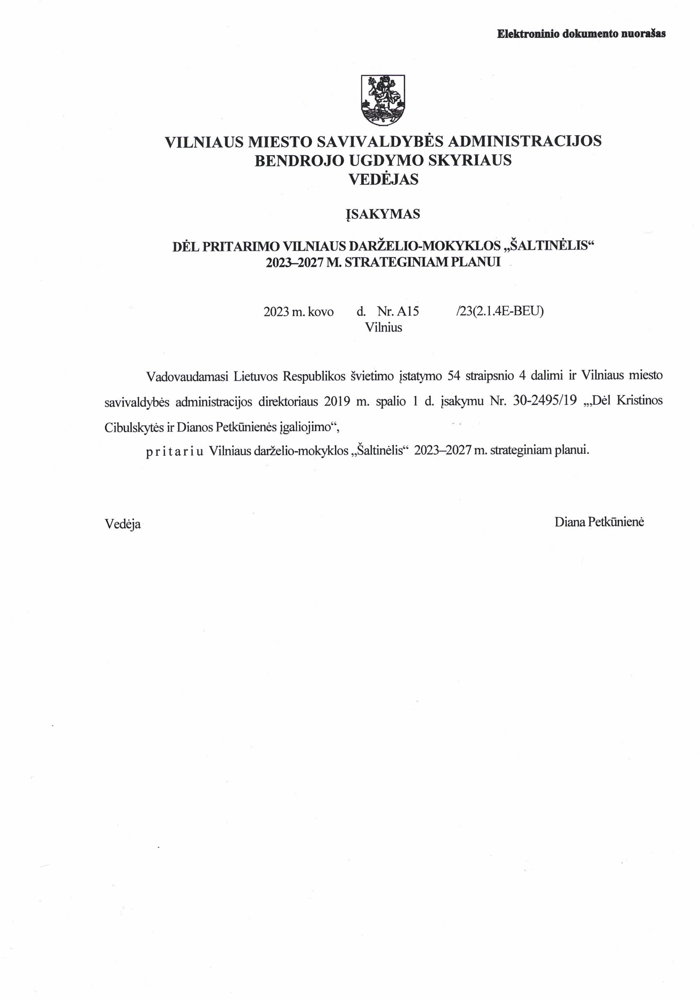 Elektroninio dokumento nuorašas
VILNIAUS MIESTO SAVIVALDYBĖS ADMINISTRACIJOS
BENDROJO UGDYMO SKYRIAUS
VEDĖJAS
ĮSAKYMAS
DĖL PRITARIMO VILNIAUS DARŽELIO-MOKYKLOS „ŠALTINĖLIS“
2023–2027 M. STRATEGINIAM PLANUI
2023 m. kovo d. Nr. A15 /23(2.1.4E-BEU)
Vilnius
Vadovaudamasi Lietuvos Respublikos švietimo įstatymo 54 straipsnio 4 dalimi ir Vilniaus miesto
savivaldybės administracijos direktoriaus 2019 m. spalio 1 d. įsakymu Nr. 30-2495/19 „„Dėl Kristinos
Cibulskytės ir Dianos Petkūnienės įgaliojimo“,
p r i t a r i u Vilniaus darželio-mokyklos „Šaltinėlis“ 2023–2027 m. strateginiam planui.
Vedėja Diana Petkūnienė